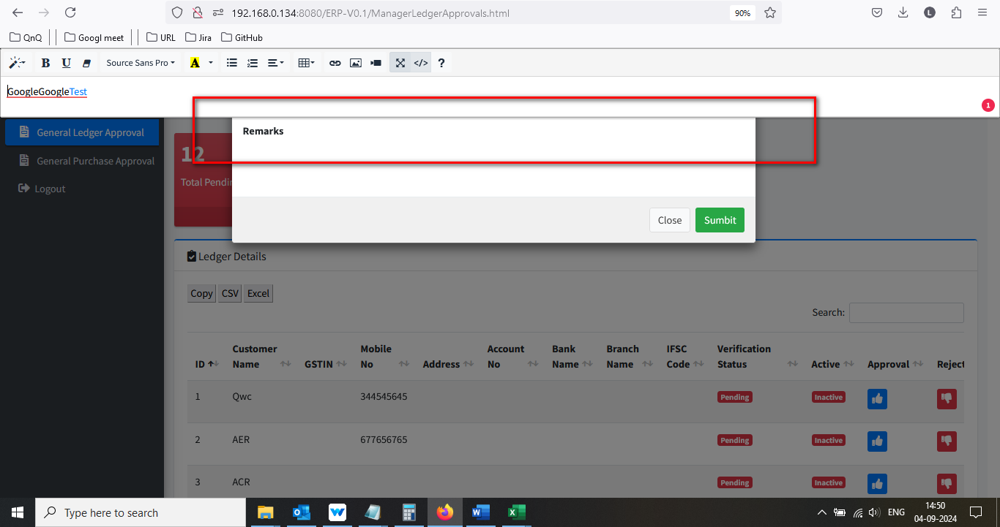 192.168.0.134:8080/ERP-V0.1/ManagerLedgerApprovals.html 90% L
QnQ Googl meet URL Jira GitHub
B U Source Sans Pro A </> ?
GoogleGoogleTest
1
General Ledger Approval
General Purchase Approval
Logout
12
Total Pendin
Remarks
Close Sumbit
Ledger Details
Copy CSV Excel
Search:
ID Customer Name GSTIN Mobile No Address Account No Bank Name Branch Name IFSC Code Verification Status Active Approval Reject
1 Qwc 344545645 Pending Inactive
2 AER 677656765 Pending Inactive
3 ACR Pending Inactive
Type here to search
ENG
14:50
04-09-2024